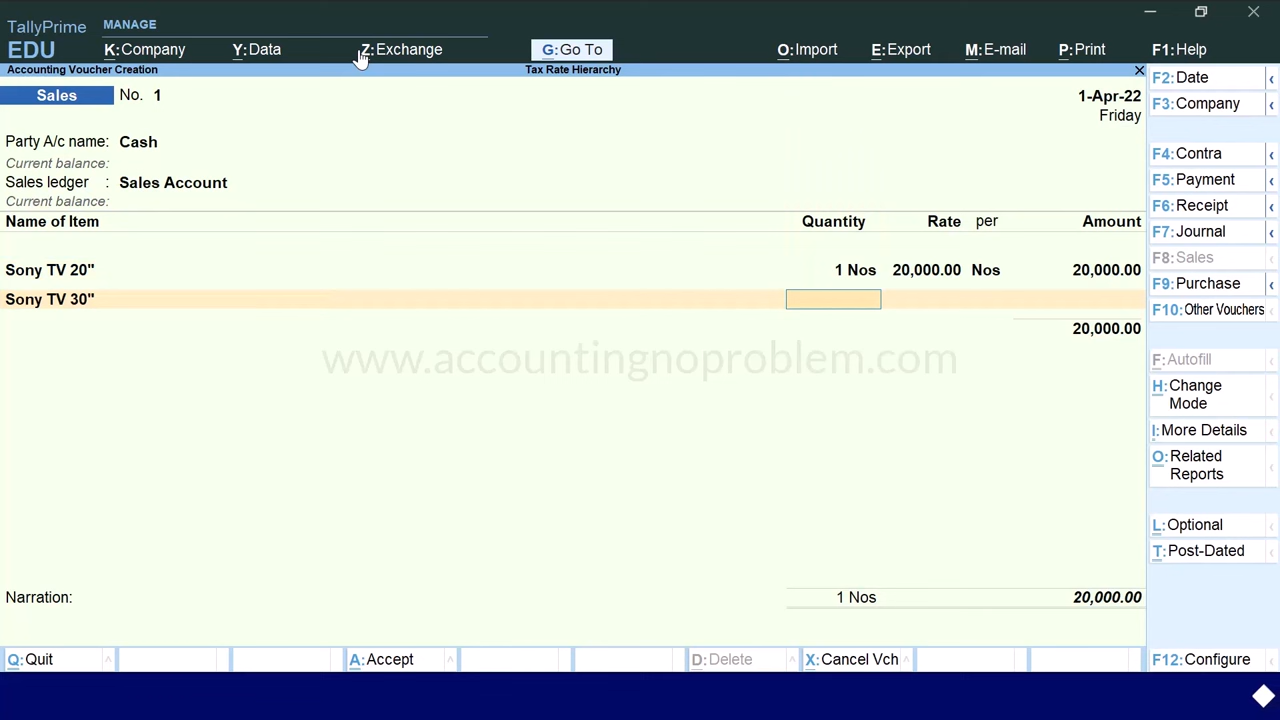 TallyPrime MANAGE
EDU K:Company Y:Data Z:Exchange G:Go To O:Import E:Export M:E-mail P:Print F1:Help
Accounting Voucher Creation Tax Rate Hierarchy
Sales No. 1 1-Apr-22
Friday
Party A/c name: Cash
Current balance:
Sales ledger : Sales Account
Current balance:
Name of Item Quantity Rate per Amount
Sony TV 20" 1 Nos 20,000.00 Nos 20,000.00
Sony TV 30"
20,000.00
www.accountingnoproblem.com
Narration: 1 Nos 20,000.00
Q:Quit A:Accept D:Delete X:Cancel Vch F12:Configure
F2:Date
F3:Company
F4:Contra
F5:Payment
F6:Receipt
F7:Journal
F8:Sales
F9:Purchase
F10:Other Vouchers
F:Autofill
H:Change
Mode
I:More Details
O:Related
Reports
L:Optional
T:Post-Dated